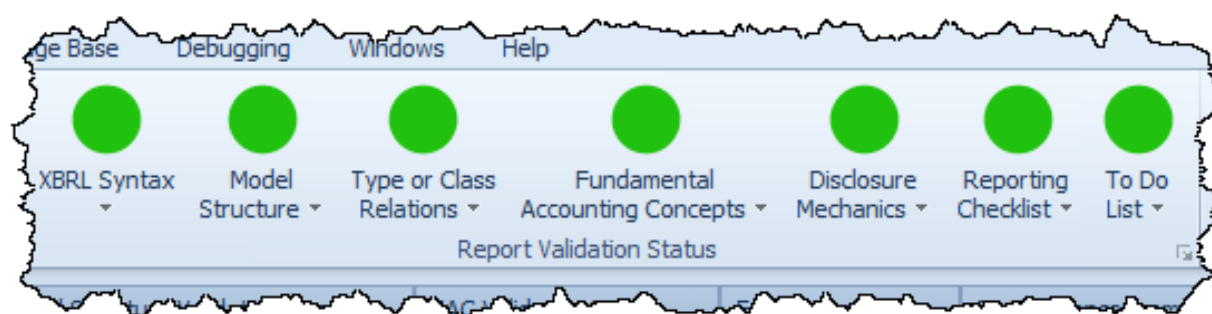 ge Base Debugging Windows Help
XBRL Syntax
Model
Structure
Type or Class
Relations
Fundamental
Accounting Concepts
Disclosure
Mechanics
Reporting
Checklist
To Do
List
Report Validation Status